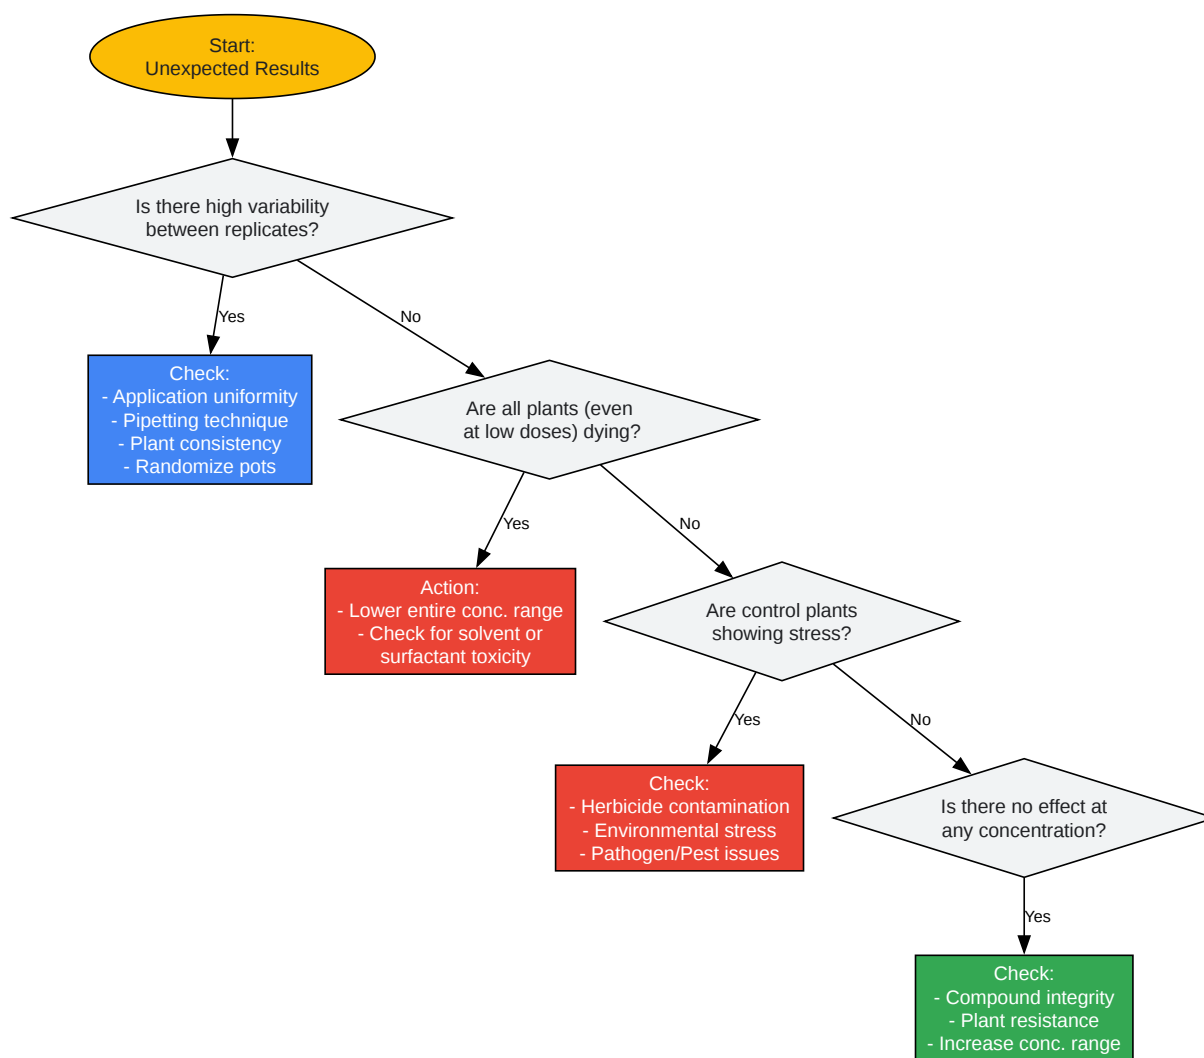 Start:
Unexpected Results
Is there high variability
between replicates?
Yes
No
Check:
- Application uniformity
- Pipetting technique
- Plant consistency
- Randomize pots
Are all plants (even
at low doses) dying?
Yes
No
Action:
- Lower entire conc. range
- Check for solvent or
surfactant toxicity
Are control plants
showing stress?
Yes
No
Check:
- Herbicide contamination
- Environmental stress
- Pathogen/Pest issues
Is there no effect at
any concentration?
Yes
Check:
- Compound integrity
- Plant resistance
- Increase conc. range